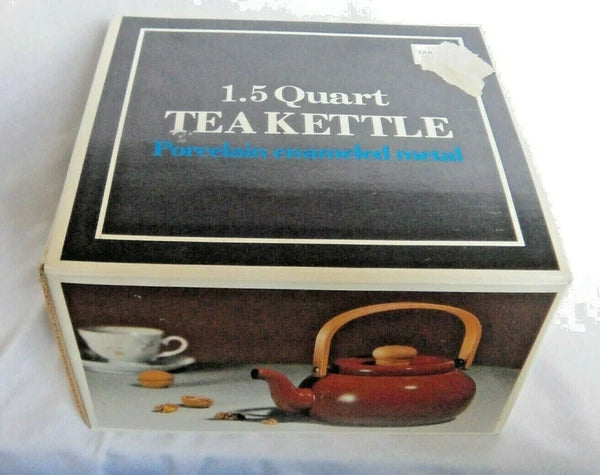 1.5 Quart
TEA KETTLE
Porcelain enameled metal